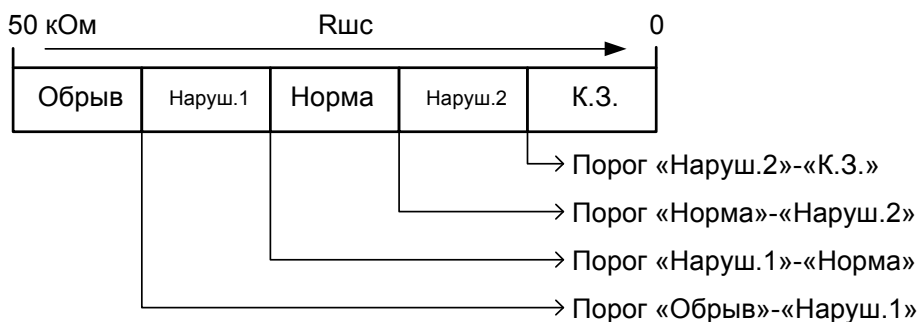 50 кОм Rшс 0
Обрыв Наруш.1 Норма Наруш.2 К.З.
Порог «Наруш.2»-«К.З.»
Порог «Норма»-«Наруш.2»
Порог «Наруш.1»-«Норма»
Порог «Обрыв»-«Наруш.1»